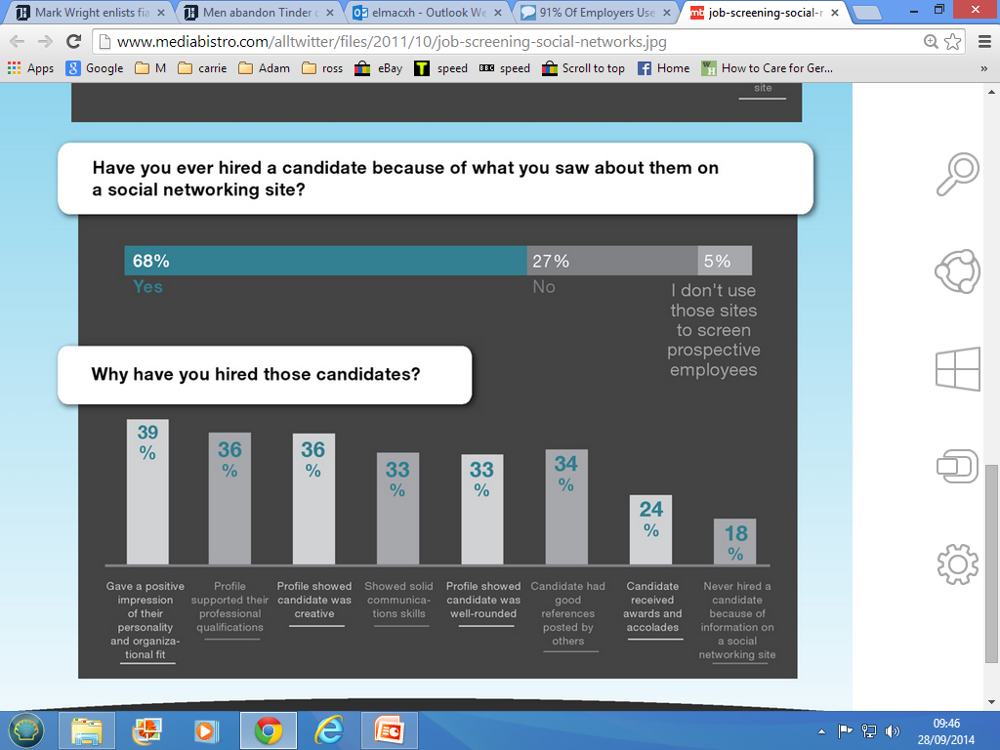 Mark Wright enlists fia
Men abandon Tinder
elmacxh - Outlook We
91% Of Employers Use
job-screening-social-
www.mediabistro.com/alltwitter/files/2011/10/job-screening-social-networks.jpg
Apps Google M carrie Adam ross eBay speed speed Scroll to top Home How to Care for Ger... »
site
Have you ever hired a candidate because of what you saw about them on
a social networking site?
68% 27% 5%
Yes No I don't use
those sites
to screen
prospective
employees
Why have you hired those candidates?
39
%
36
%
36
%
33
%
33
%
34
%
24
%
18
%
Gave a positive
impression
of their
personality
and organiza-
tional fit
Profile
supported their
professional
qualifications
Profile showed
candidate was
creative
Showed solid
communica-
tions skills
Profile showed
candidate was
well-rounded
Candidate had
good
references
posted by
others
Candidate
received
awards and
accolades
Never hired a
candidate
because of
information on
a social
networking site
09:46
28/09/2014